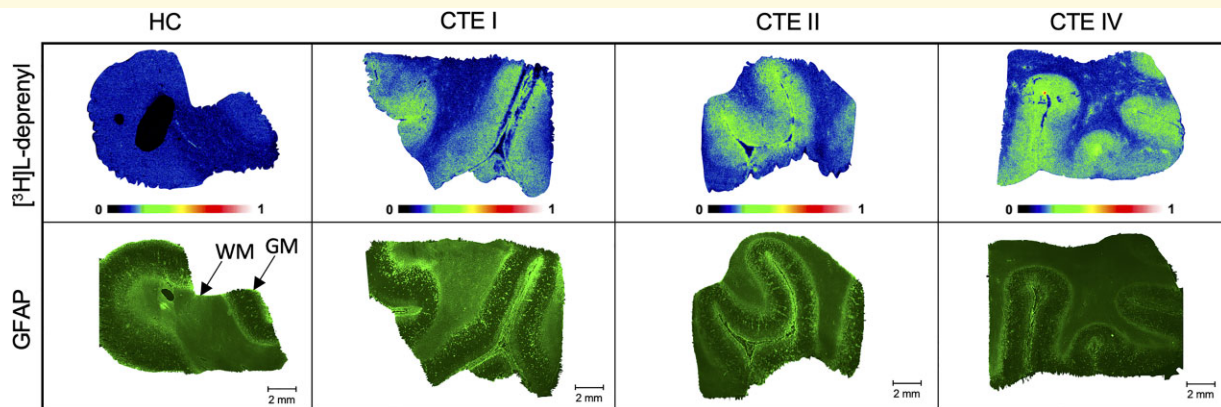 HC CTE I CTE II CTE IV
[³H]L-deprenyl
0 1 0 1 0 1 0 1
GFAP
WM GM
2 mm 2 mm 2 mm 2 mm